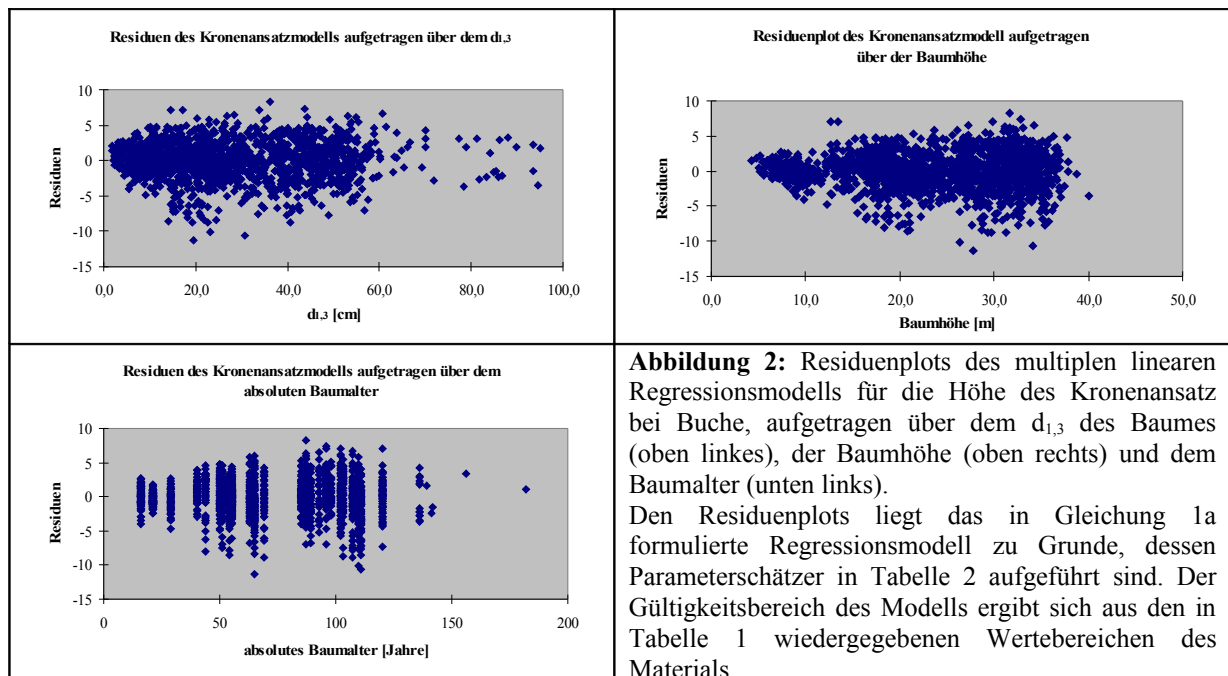 Residuen des Kronenansatzmodells aufgetragen über dem d1,3
Residuen
10
5
0
-5
-10
-15
0,0 20,0 40,0 60,0 80,0 100,0
d1,3 [cm]
Residuenplot des Kronenansatzmodell aufgetragen
über der Baumhöhe
Residuen
10
5
0
-5
-10
-15
0,0 10,0 20,0 30,0 40,0 50,0
Baumhöhe [m]
Residuen des Kronenansatzmodells aufgetragen über dem
absoluten Baumalter
Residuen
10
5
0
-5
-10
-15
0 50 100 150 200
absolutes Baumalter [Jahre]
Abbildung 2: Residuenplots des multiplen linearen
Regressionsmodells für die Höhe des Kronenansatz
bei Buche, aufgetragen über dem d1,3 des Baumes
(oben linkes), der Baumhöhe (oben rechts) und dem
Baumalter (unten links).
Den Residuenplots liegt das in Gleichung 1a
formulierte Regressionsmodell zu Grunde, dessen
Parameterschätzer in Tabelle 2 aufgeführt sind. Der
Gültigkeitsbereich des Modells ergibt sich aus den in
Tabelle 1 wiedergegebenen Wertebereichen des
Materials